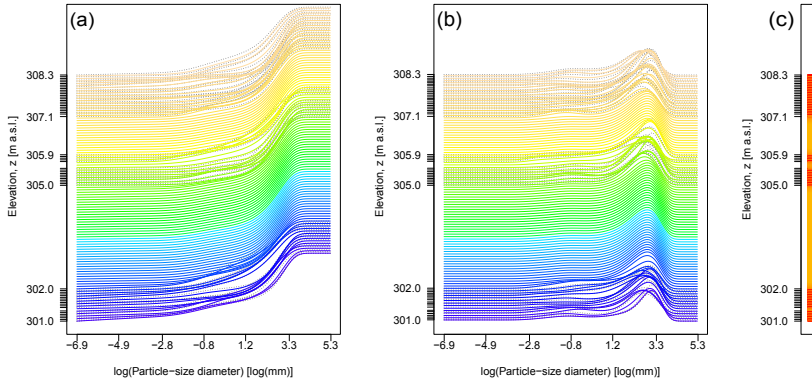 (a)
308.3
307.1
305.9
305.0
302.0
301.0
Elevation, z [m a.s.l.]
−6.9 −4.9 −2.8 −0.8 1.2 3.3 5.3
log(Particle−size diameter) [log(mm)]
(b)
308.3
307.1
305.9
305.0
302.0
301.0
Elevation, z [m a.s.l.]
−6.9 −4.9 −2.8 −0.8 1.2 3.3 5.3
log(Particle−size diameter) [log(mm)]
(c)
308.3
307.1
305.9
305.0
302.0
301.0
Elevation, z [m a.s.l.]